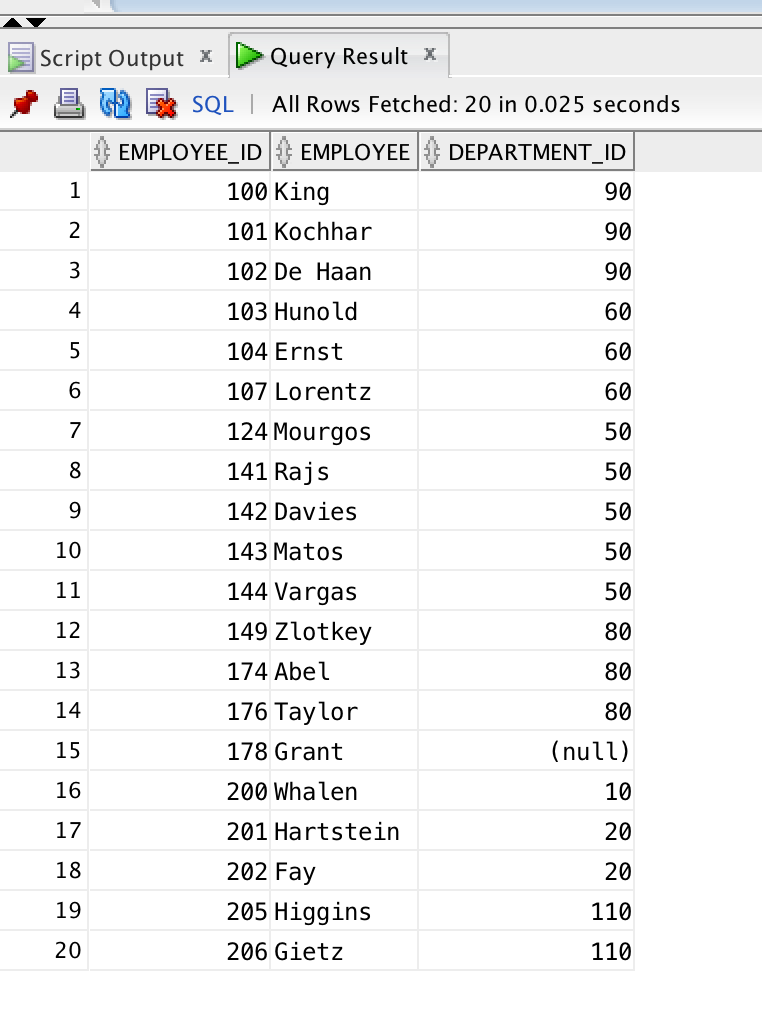 Script Output x Query Result x
SQL | All Rows Fetched: 20 in 0.025 seconds
EMPLOYEE_ID EMPLOYEE DEPARTMENT_ID
1 100 King 90
2 101 Kochhar 90
3 102 De Haan 90
4 103 Hunold 60
5 104 Ernst 60
6 107 Lorentz 60
7 124 Mourgos 50
8 141 Rajs 50
9 142 Davies 50
10 143 Matos 50
11 144 Vargas 50
12 149 Zlotkey 80
13 174 Abel 80
14 176 Taylor 80
15 178 Grant (null)
16 200 Whalen 10
17 201 Hartstein 20
18 202 Fay 20
19 205 Higgins 110
20 206 Gietz 110